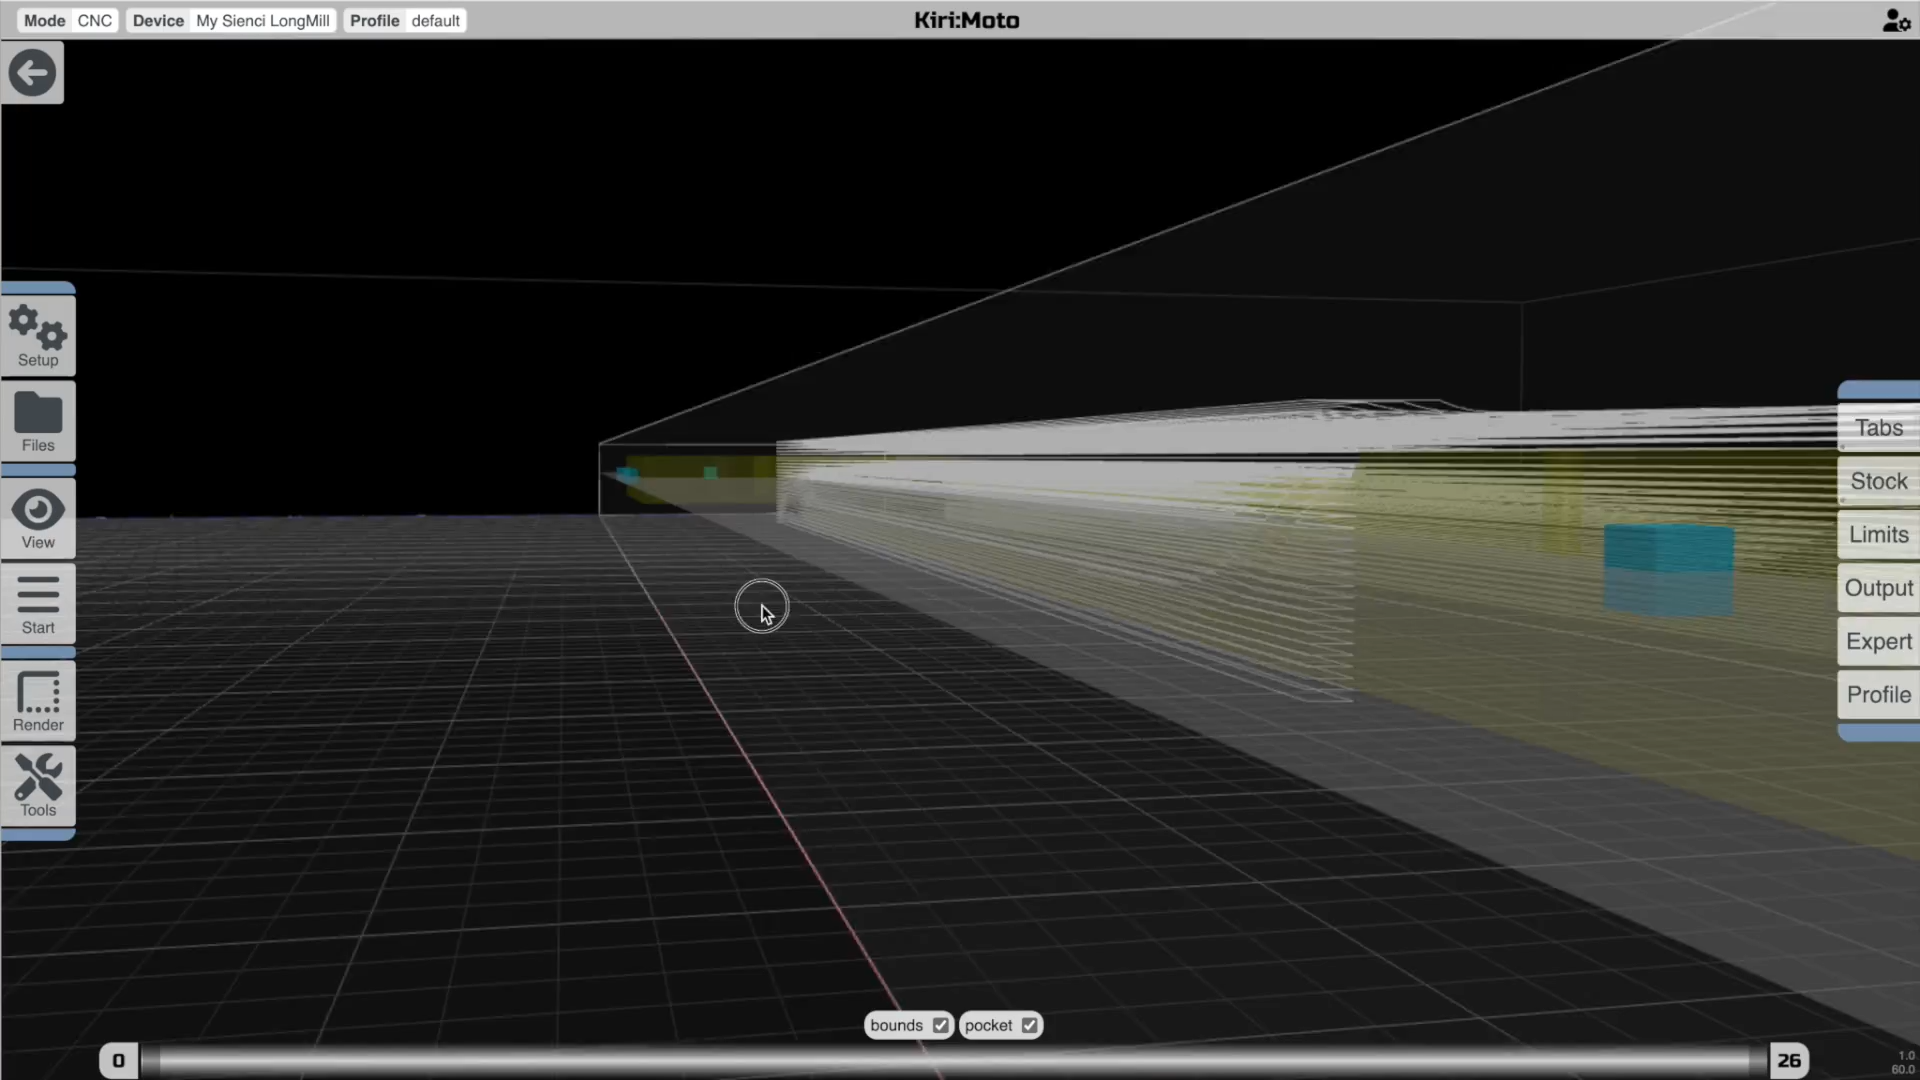 Mode CNC Device My Sienci LongMill Profile default Kiri:Moto
Setup
Files
View
Start
Render
Tools
Tabs
Stock
Limits
Output
Expert
Profile
bounds pocket
0 26
1.0
60.0